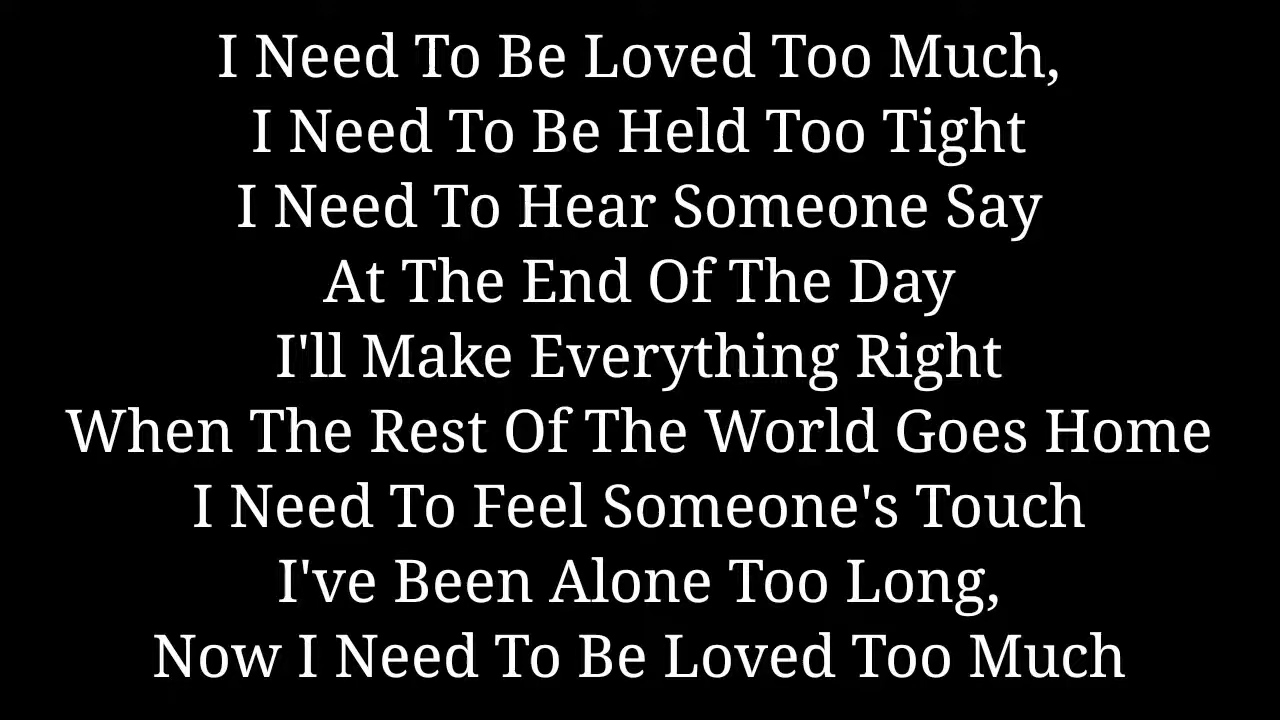 I Need To Be Loved Too Much,
I Need To Be Held Too Tight
I Need To Hear Someone Say
At The End Of The Day
I'll Make Everything Right
When The Rest Of The World Goes Home
I Need To Feel Someone's Touch
I've Been Alone Too Long,
Now I Need To Be Loved Too Much